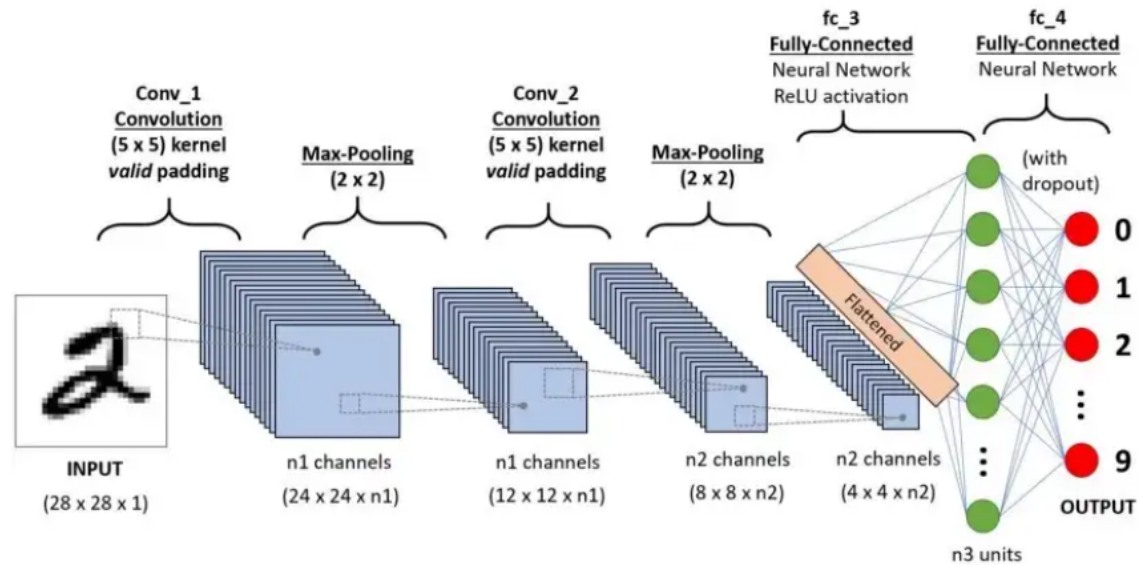 Conv_1
Convolution
(5 x 5) kernel
valid padding
Max-Pooling
(2 x 2)
Conv_2
Convolution
(5 x 5) kernel
valid padding
Max-Pooling
(2 x 2)
fc_3
Fully-Connected
Neural Network
ReLU activation
fc_4
Fully-Connected
Neural Network
(with
dropout)
Flattened
0
1
2
⋮
9
OUTPUT
⋮
n3 units
2
INPUT
(28 x 28 x 1)
n1 channels
(24 x 24 x n1)
n1 channels
(12 x 12 x n1)
n2 channels
(8 x 8 x n2)
n2 channels
(4 x 4 x n2)